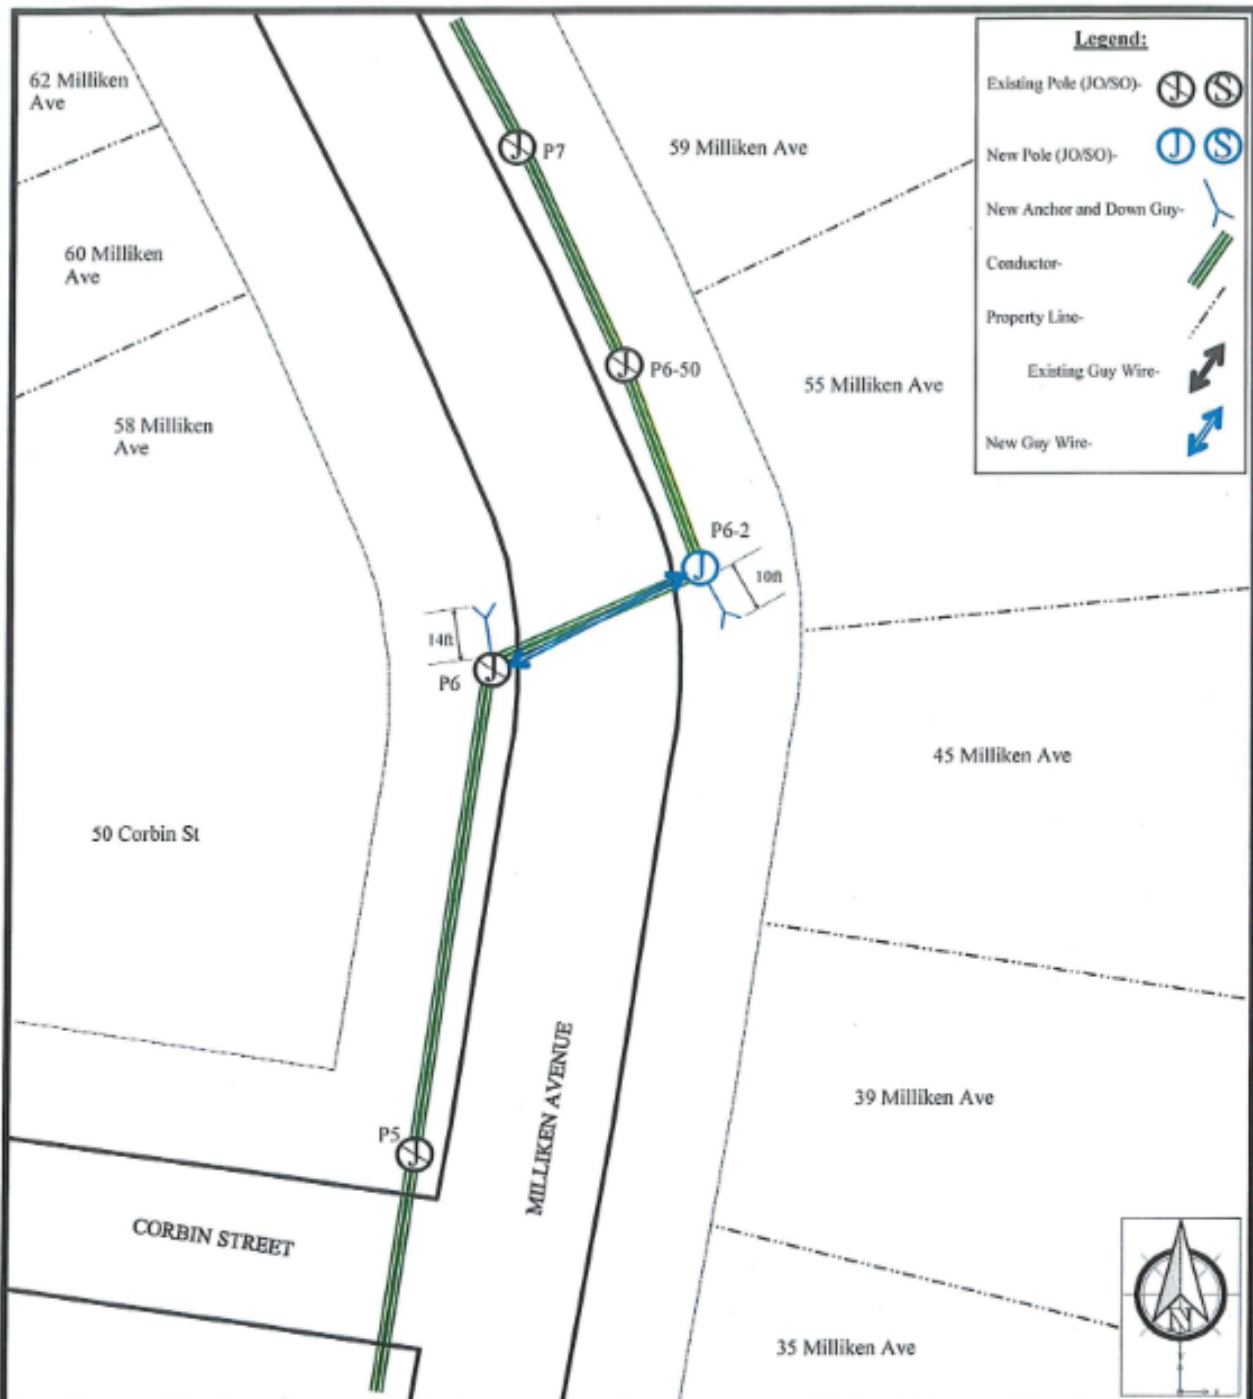 62 Milliken
Ave
60 Milliken
Ave
58 Milliken
Ave
50 Corbin St
P7
59 Milliken Ave
P6-50
55 Milliken Ave
P6-2
10ft
14ft
P6
45 Milliken Ave
39 Milliken Ave
35 Milliken Ave
P5
MILLIKEN AVENUE
CORBIN STREET
Legend:
Existing Pole (JO/SO)- J S
New Pole (JO/SO)- J S
New Anchor and Down Guy-
Conductor-
Property Line-
Existing Guy Wire-
New Guy Wire-
J
J
J
J
J
N